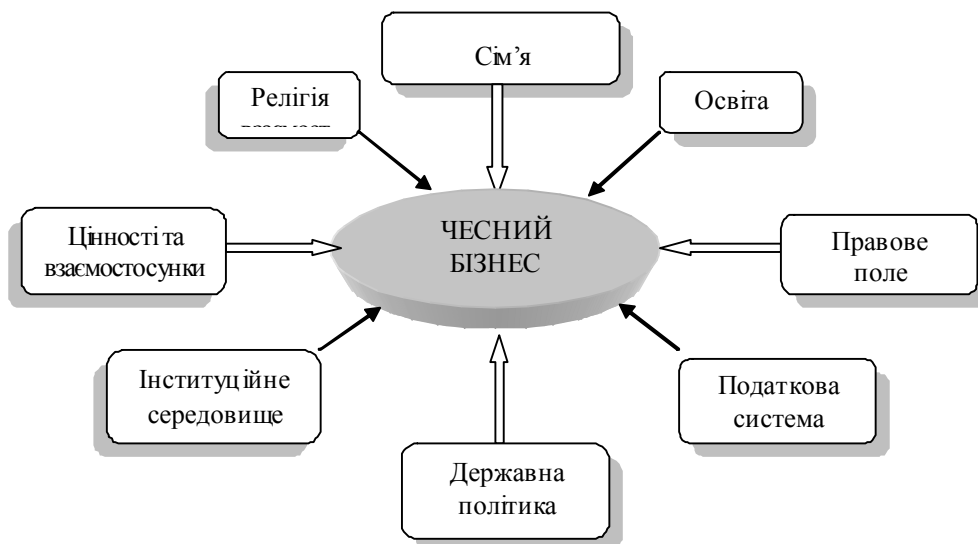 Сім’я
Релігія
Освіта
ЧЕСНИЙ
БІЗНЕС
Цінності та
взаємостосунки
Правове
поле
Інституційне
середовище
Податкова
система
Державна
політика